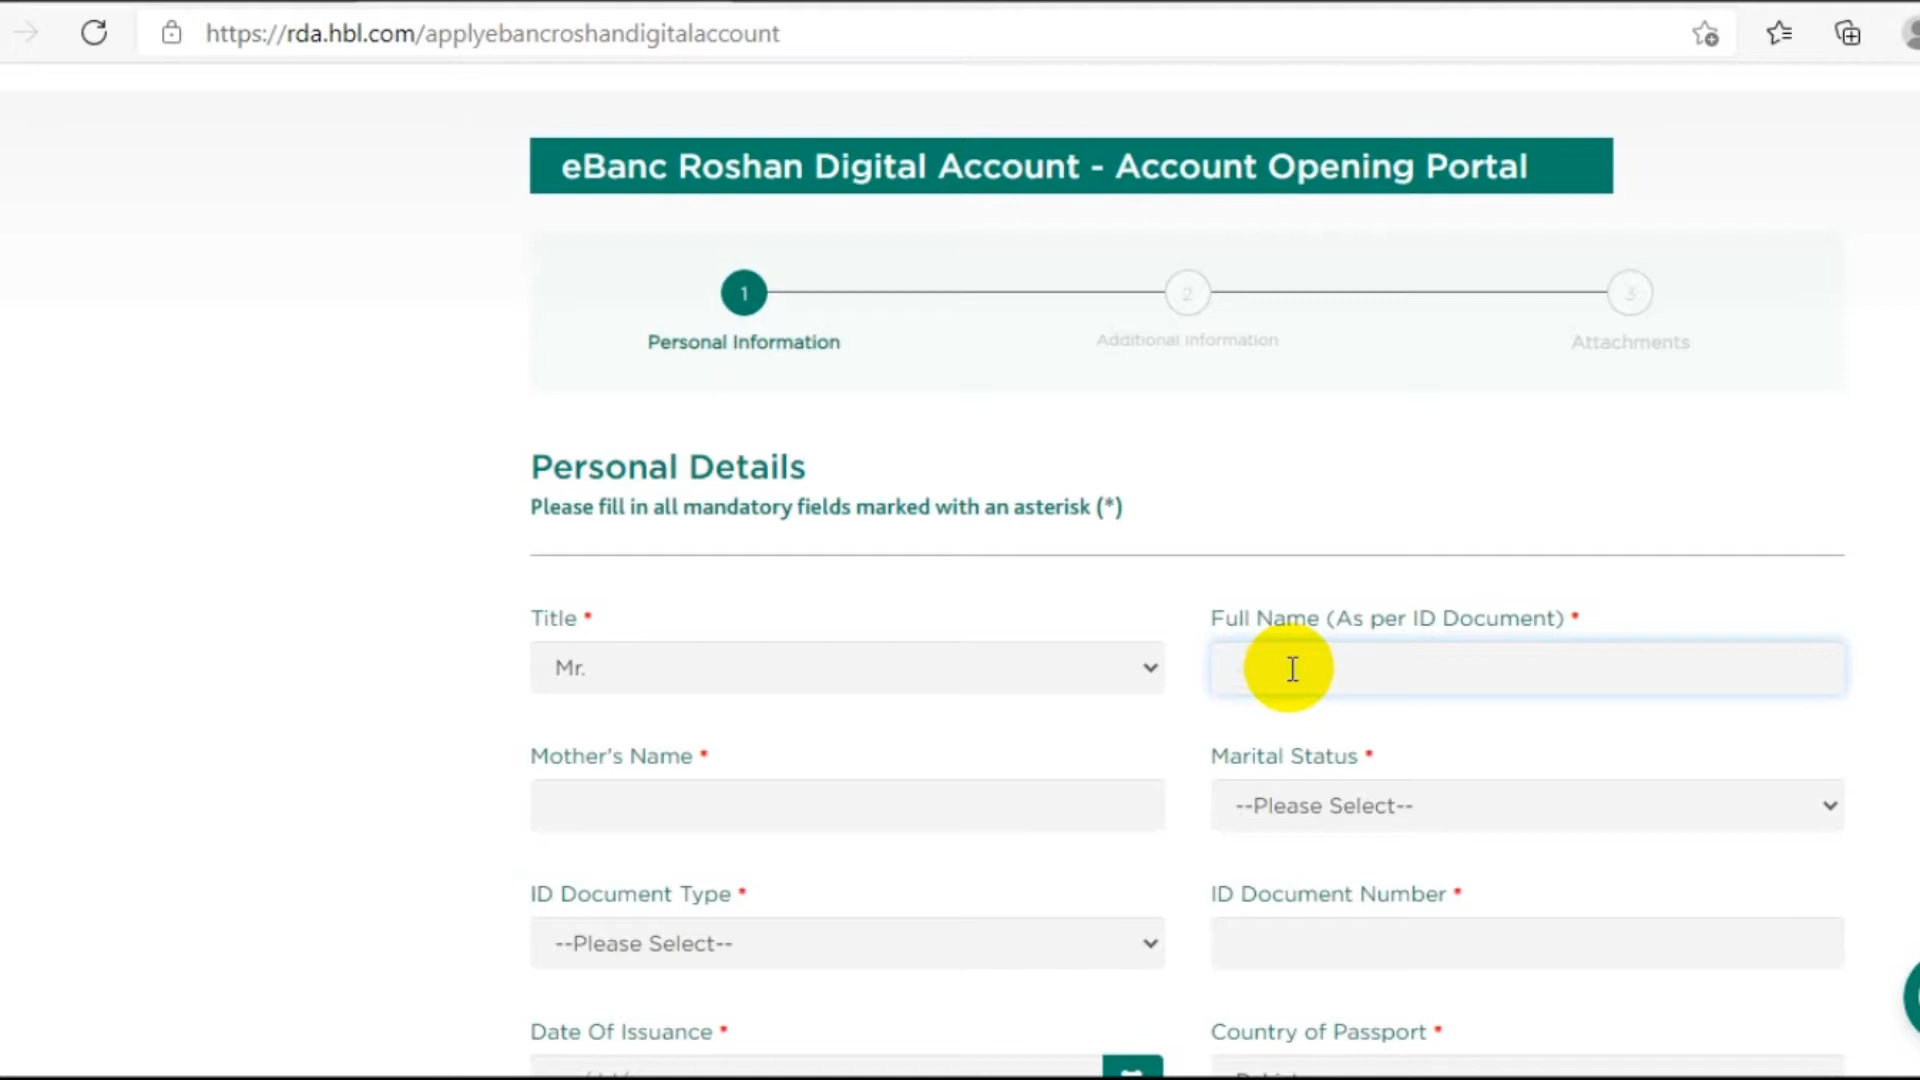 https://rda.hbl.com/applyebancroshandigitalaccount
eBanc Roshan Digital Account - Account Opening Portal
1
2
3
Personal Information
Additional Information
Attachments
Personal Details
Please fill in all mandatory fields marked with an asterisk (*)
Title *
Full Name (As per ID Document) *
Mr.
Mother's Name *
Marital Status *
--Please Select--
ID Document Type *
ID Document Number *
--Please Select--
Date Of Issuance *
Country of Passport *